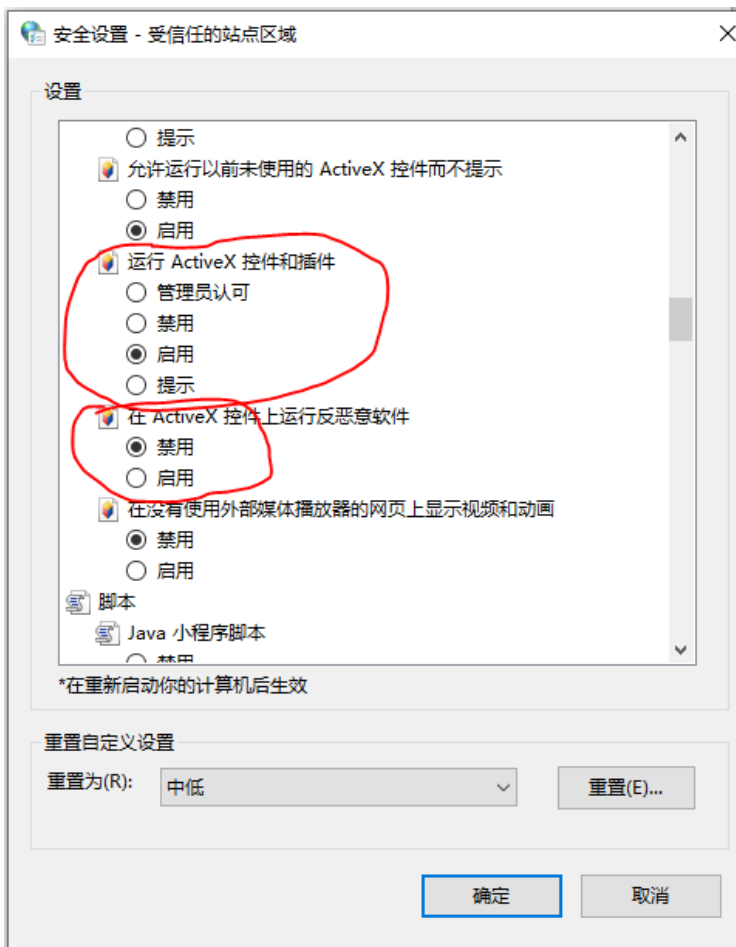 安全设置 - 受信任的站点区域
设置
提示
允许运行以前未使用的 ActiveX 控件而不提示
禁用
启用
运行 ActiveX 控件和插件
管理员认可
禁用
启用
提示
在 ActiveX 控件上运行反恶意软件
禁用
启用
在没有使用外部媒体播放器的网页上显示视频和动画
禁用
启用
脚本
Java 小程序脚本
禁用
*在重新启动你的计算机后生效
重置自定义设置
重置为(R): 中低 重置(E)...
确定 取消